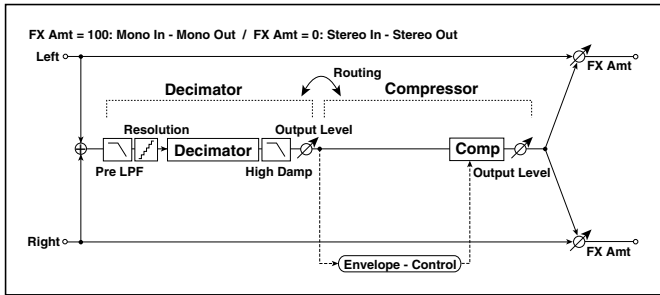 FX Amt = 100: Mono In - Mono Out / FX Amt = 0: Stereo In - Stereo Out
Left
FX Amt
Routing
Decimator
Compressor
Resolution
Output Level
Decimator
Comp
Pre LPF
High Damp
Output Level
Right
FX Amt
Envelope - Control